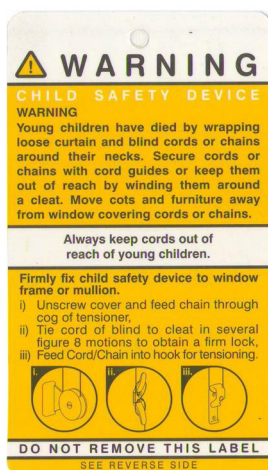 WARNING
CHILD SAFETY DEVICE
WARNING
Young children have died by wrapping
loose curtain and blind cords or chains
around their necks. Secure cords or
chains with cord guides or keep them
out of reach by winding them around
a cleat. Move cots and furniture away
from window covering cords or chains.
Always keep cords out of
reach of young children.
Firmly fix child safety device to window
frame or mullion.
i) Unscrew cover and feed chain through
cog of tensioner,
ii) Tie cord of blind to cleat in several
figure 8 motions to obtain a firm lock,
iii) Feed Cord/Chain into hook for tensioning.
i. ii. iii.
DO NOT REMOVE THIS LABEL
SEE REVERSE SIDE